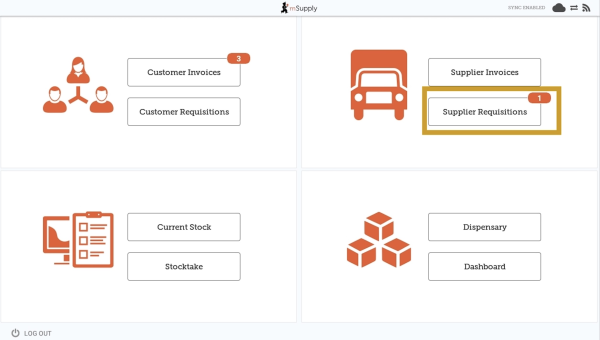 mSupply
SYNC ENABLED
3
Customer Invoices
Customer Requisitions
Supplier Invoices
1
Supplier Requisitions
Current Stock
Stocktake
Dispensary
Dashboard
LOG OUT